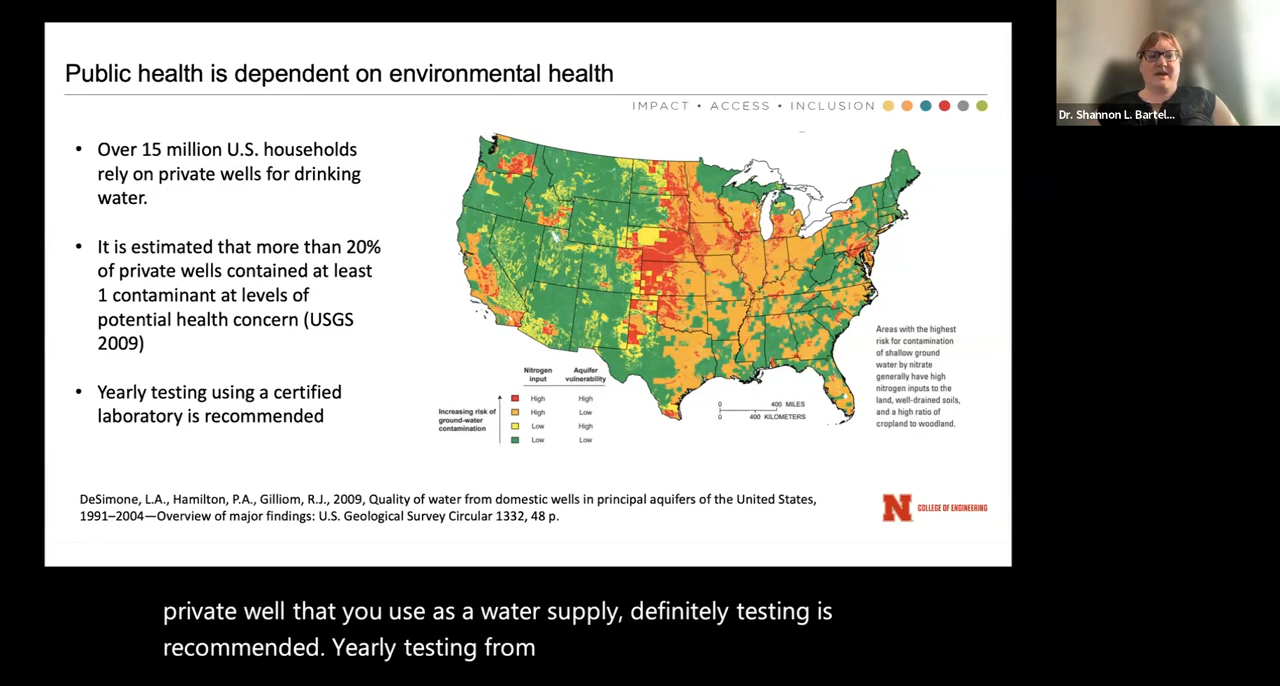 Public health is dependent on environmental health
IMPACT • ACCESS • INCLUSION
• Over 15 million U.S. households
rely on private wells for drinking
water.
• It is estimated that more than 20%
of private wells contained at least
1 contaminant at levels of
potential health concern (USGS
2009)
• Yearly testing using a certified
laboratory is recommended
Nitrogen input
Aquifer vulnerability
Increasing risk of
ground-water
contamination
High High
High Low
Low High
Low Low
0 400 MILES
0 400 KILOMETERS
Areas with the highest
risk for contamination
of shallow ground
water by nitrate
generally have high
nitrogen inputs to the
land, well-drained soils,
and a high ratio of
cropland to woodland.
DeSimone, L.A., Hamilton, P.A., Gilliom, R.J., 2009, Quality of water from domestic wells in principal aquifers of the United States,
1991–2004—Overview of major findings: U.S. Geological Survey Circular 1332, 48 p.
N COLLEGE OF ENGINEERING
Dr. Shannon L. Bartel...
private well that you use as a water supply, definitely testing is
recommended. Yearly testing from